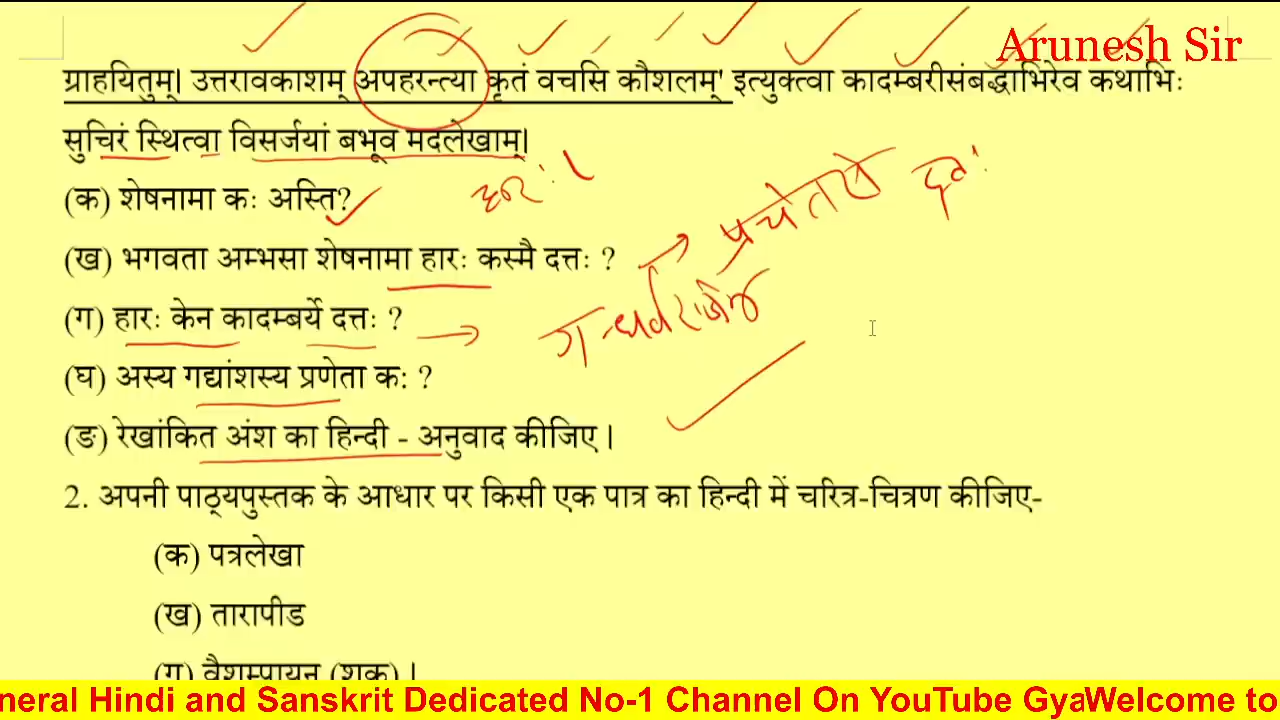 Arunesh Sir
ग्राहयितुम्। उत्तरावकाशम् अपहरन्त्या कृतं वचसि कौशलम्' इत्युक्त्वा कादम्बरीसंबद्धाभिरेव कथाभिः
सुचिरं स्थित्वा विसर्जयां बभूव मदलेखाम्।
(क) शेषनामा कः अस्ति?
हारः ।
(ख) भगवता अम्भसा शेषनामा हारः कस्मै दत्तः ?
→ प्रचेतसे दत्तः
(ग) हारः केन कादम्बर्ये दत्तः ?
→ गन्धर्वराजेन
(घ) अस्य गद्यांशस्य प्रणेता कः ?
(ङ) रेखांकित अंश का हिन्दी - अनुवाद कीजिए ।
2. अपनी पाठ्यपुस्तक के आधार पर किसी एक पात्र का हिन्दी में चरित्र-चित्रण कीजिए-
(क) पत्रलेखा
(ख) तारापीड
(ग) वैशम्पायन (शुक) ।
neral Hindi and Sanskrit Dedicated No-1 Channel On YouTube GyaWelcome to